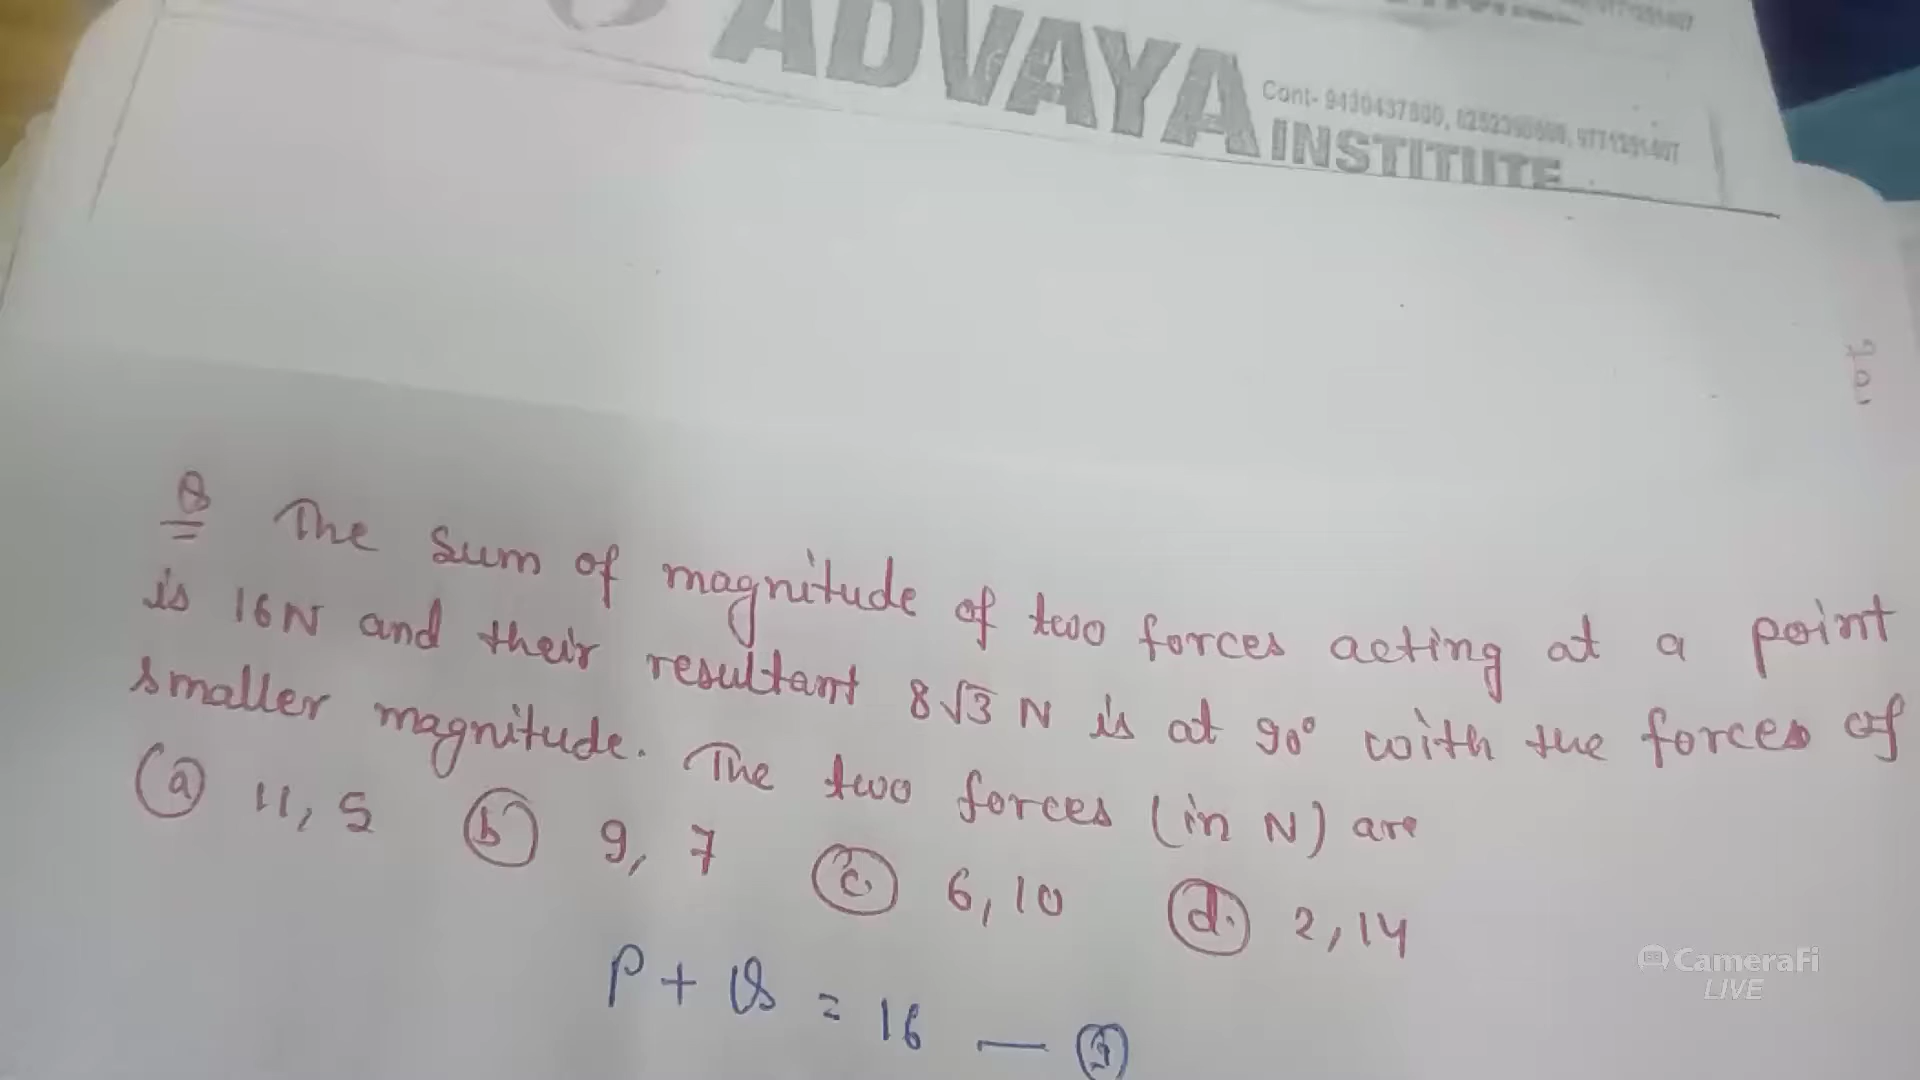 ADVAYA
INSTITUTE
Q The sum of magnitude of two forces acting at a point
is 16N and their resultant 8√3 N is at 90° with the forces of
smaller magnitude. The two forces (in N) are
(a) 11, 5 (b) 9, 7 (c) 6, 10 (d.) 2, 14
P + Q = 16 —
CameraFi
LIVE